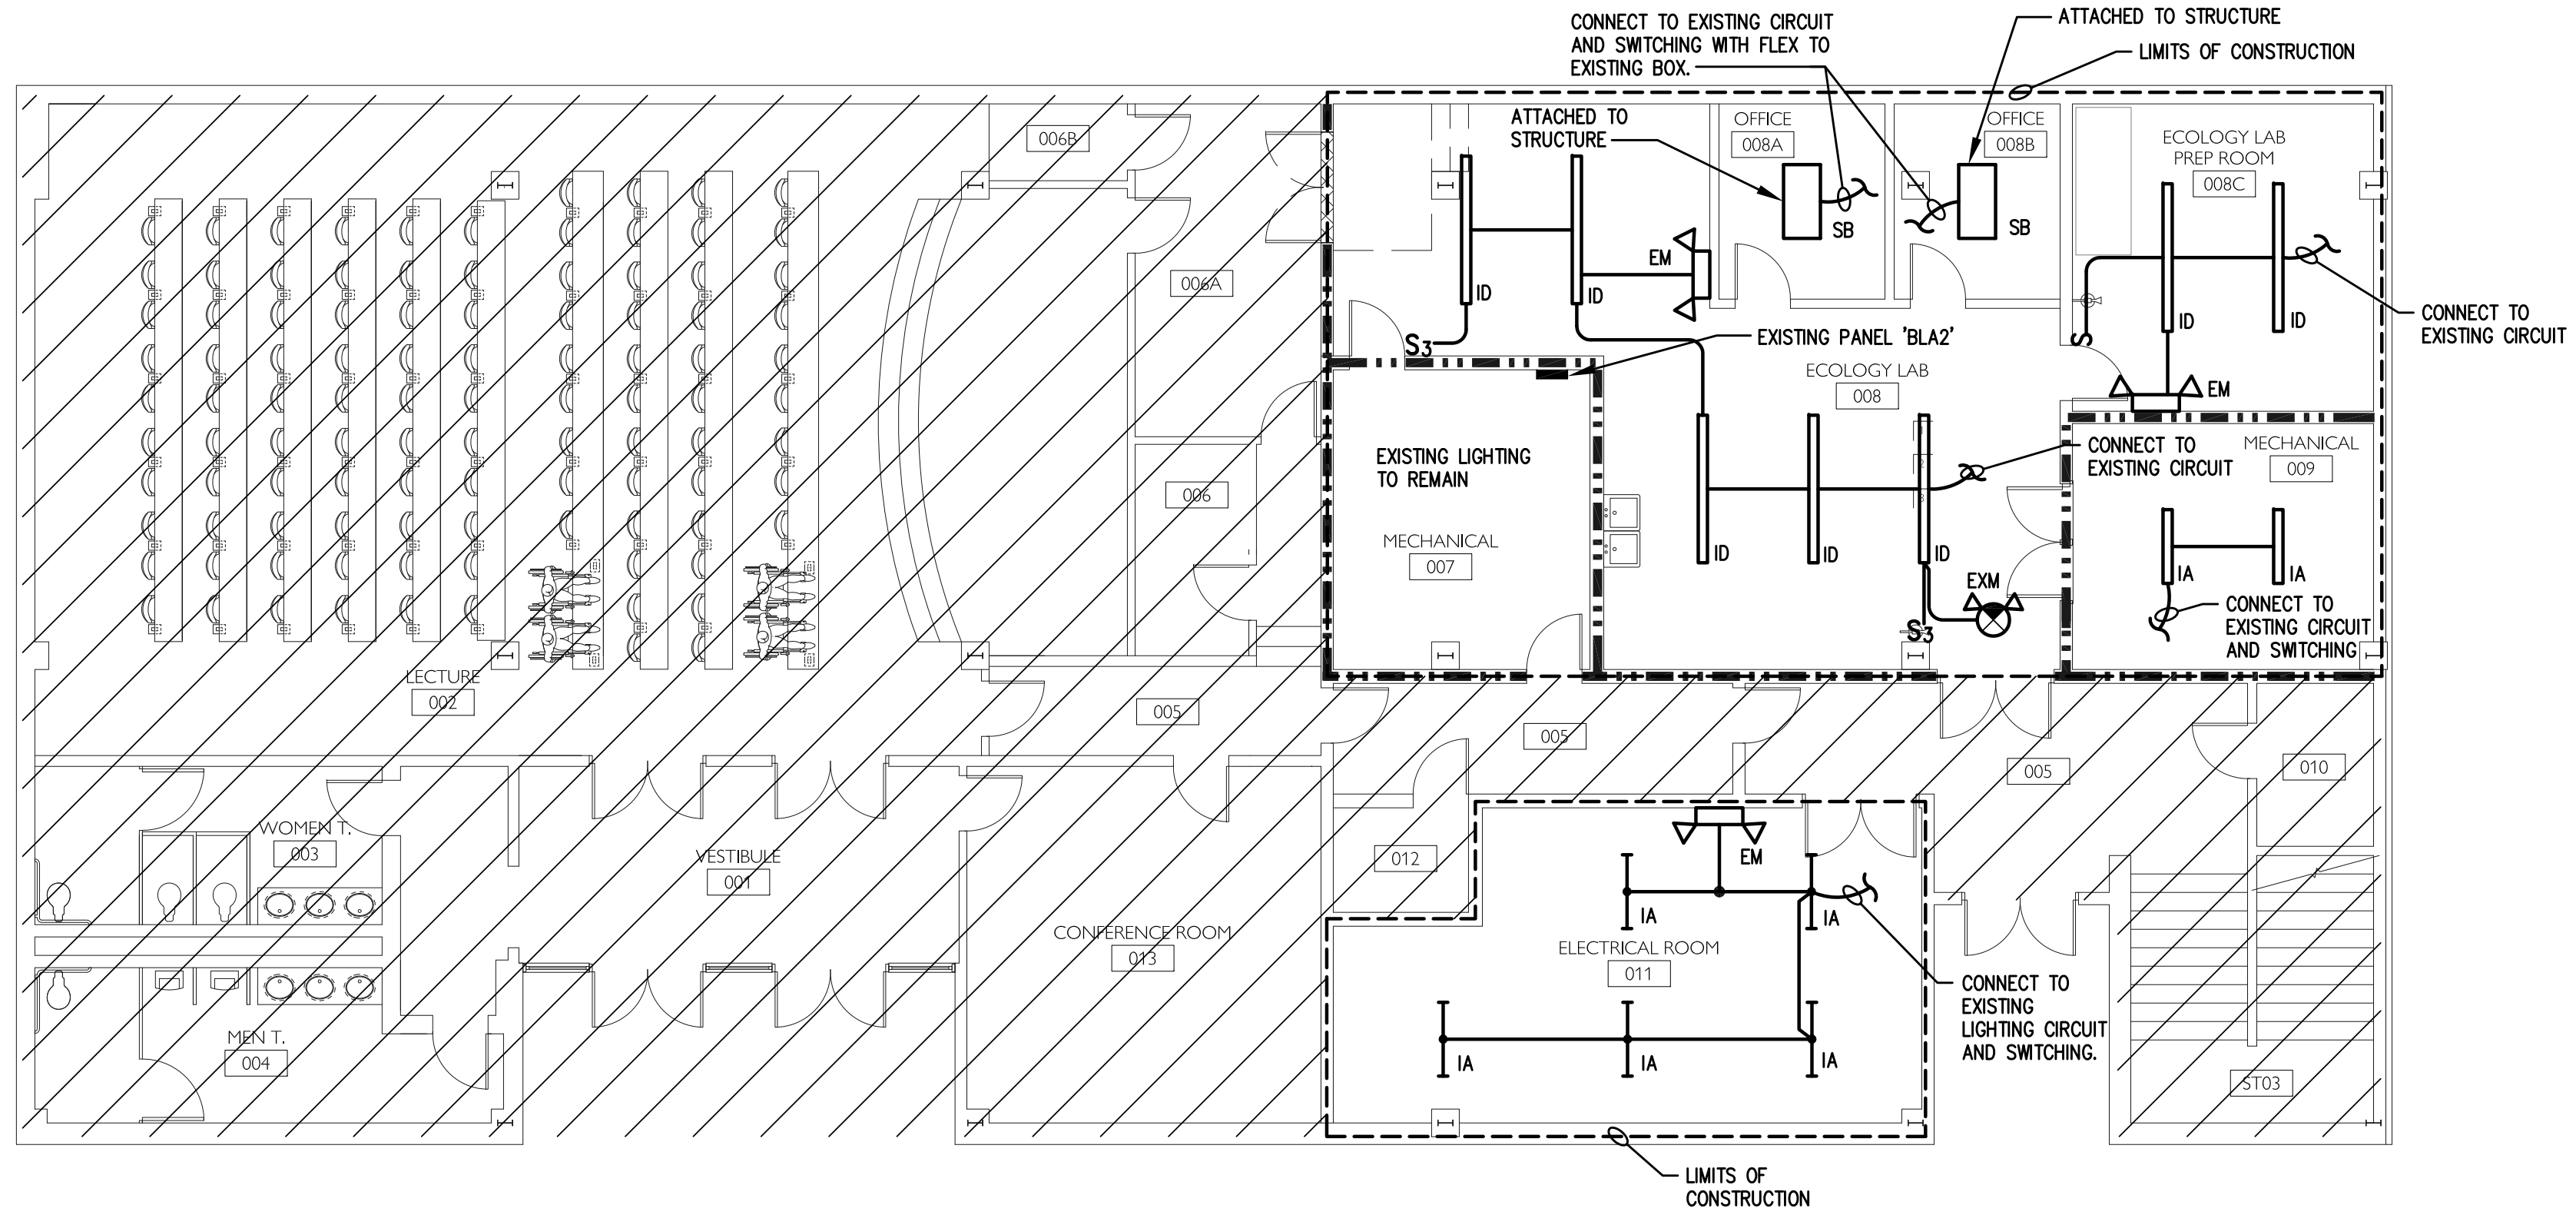 CONNECT TO EXISTING CIRCUIT
AND SWITCHING WITH FLEX TO
EXISTING BOX.
ATTACHED TO STRUCTURE
LIMITS OF CONSTRUCTION
ATTACHED TO
STRUCTURE
OFFICE
008A
OFFICE
008B
ECOLOGY LAB
PREP ROOM
008C
006B
006A
SB
SB
EM
ID
ID
ID
ID
S3
S
CONNECT TO
EXISTING CIRCUIT
EXISTING PANEL 'BLA2'
ECOLOGY LAB
008
EM
EXISTING LIGHTING
TO REMAIN
MECHANICAL
007
006
CONNECT TO
EXISTING CIRCUIT
MECHANICAL
009
ID
ID
ID
EXM
S3
IA
IA
CONNECT TO
EXISTING CIRCUIT
AND SWITCHING
LECTURE
002
005
005
005
010
WOMEN T.
003
VESTIBULE
001
012
EM
IA
IA
CONFERENCE ROOM
013
ELECTRICAL ROOM
011
CONNECT TO
EXISTING
LIGHTING CIRCUIT
AND SWITCHING.
MEN T.
004
IA
IA
IA
ST03
LIMITS OF
CONSTRUCTION